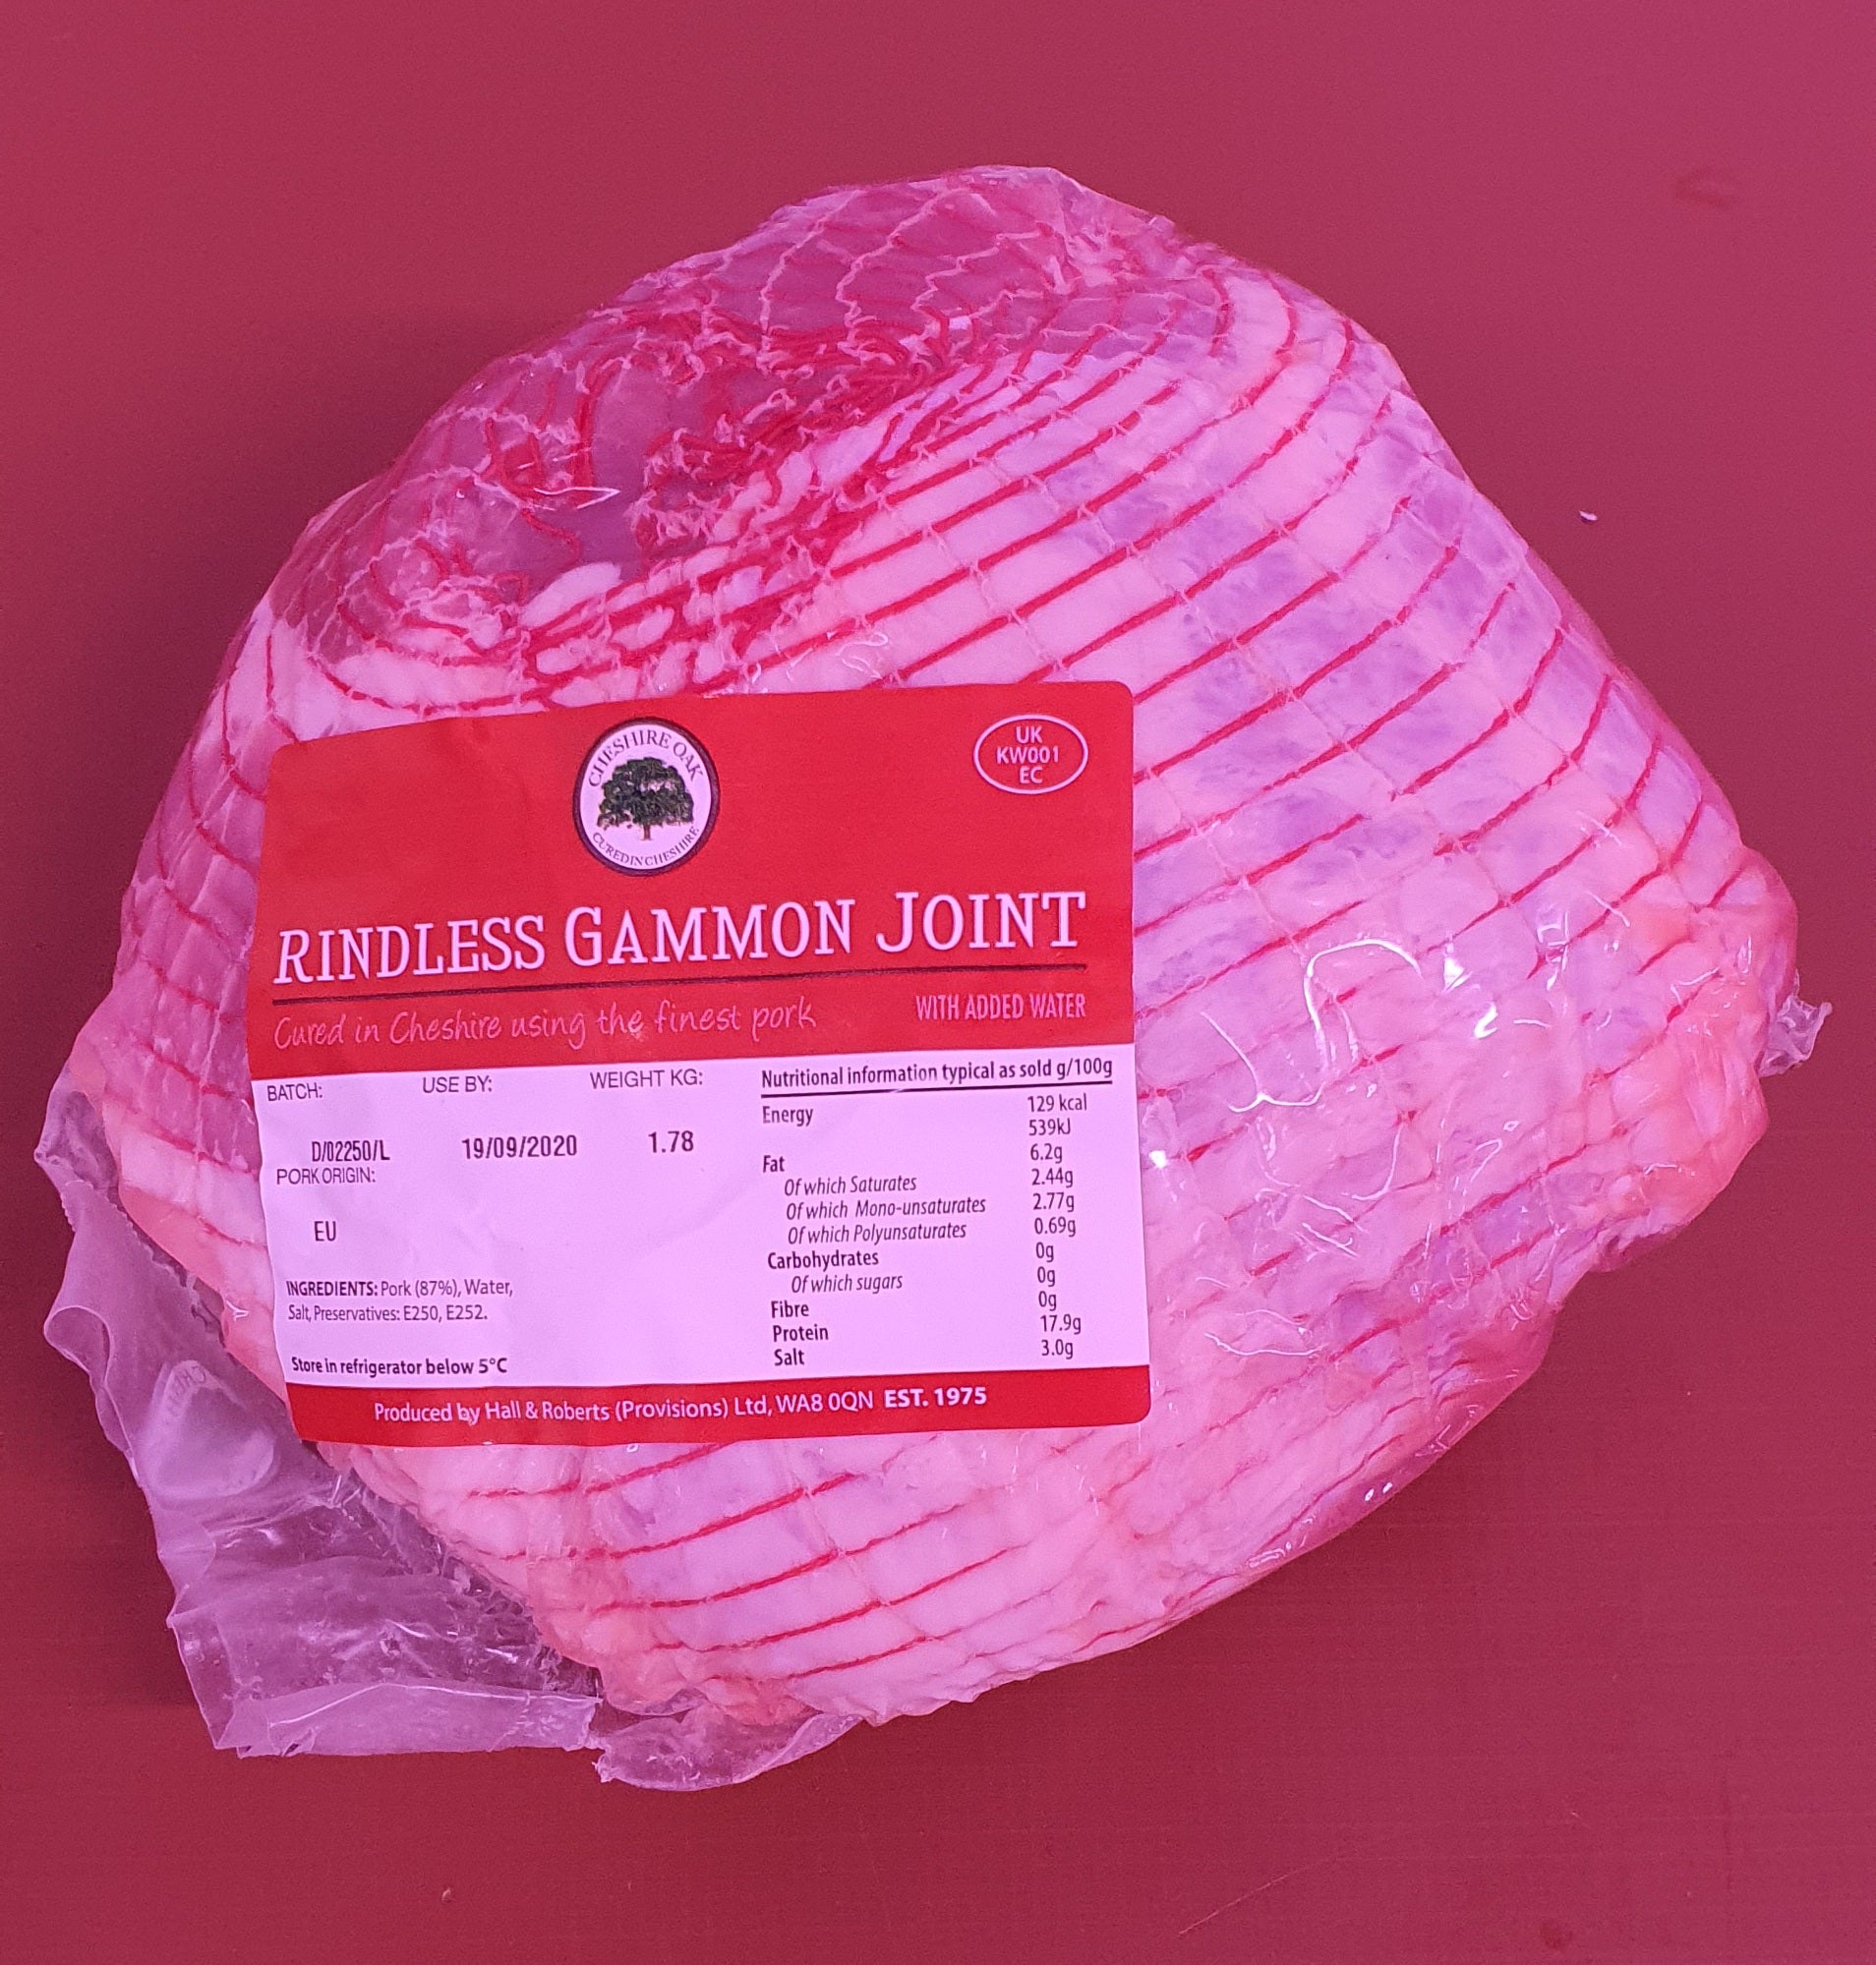 CHESHIRE OAK
CURED IN CHESHIRE
UK
KW001
EC
RINDLESS GAMMON JOINT
Cured in Cheshire using the finest pork
WITH ADDED WATER
BATCH: USE BY: WEIGHT KG:
D/02250/L 19/09/2020 1.78
PORK ORIGIN:
EU
INGREDIENTS: Pork (87%), Water,
Salt, Preservatives: E250, E252.
Store in refrigerator below 5°C
Nutritional information typical as sold g/100g
Energy 129 kcal
539kJ
Fat 6.2g
Of which Saturates 2.44g
Of which Mono-unsaturates 2.77g
Of which Polyunsaturates 0.69g
Carbohydrates 0g
Of which sugars 0g
Fibre 0g
Protein 17.9g
Salt 3.0g
Produced by Hall & Roberts (Provisions) Ltd, WA8 0QN EST. 1975